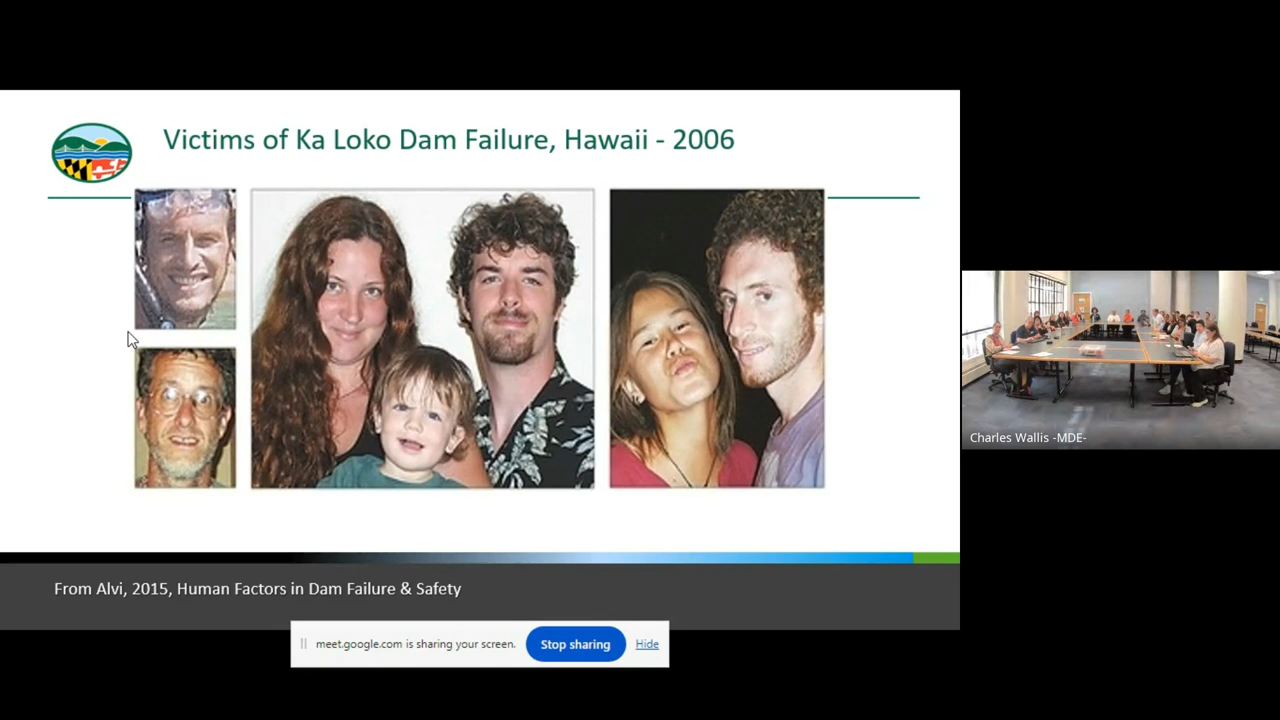 Victims of Ka Loko Dam Failure, Hawaii - 2006
Charles Wallis -MDE-
From Alvi, 2015, Human Factors in Dam Failure & Safety
meet.google.com is sharing your screen.
Stop sharing
Hide